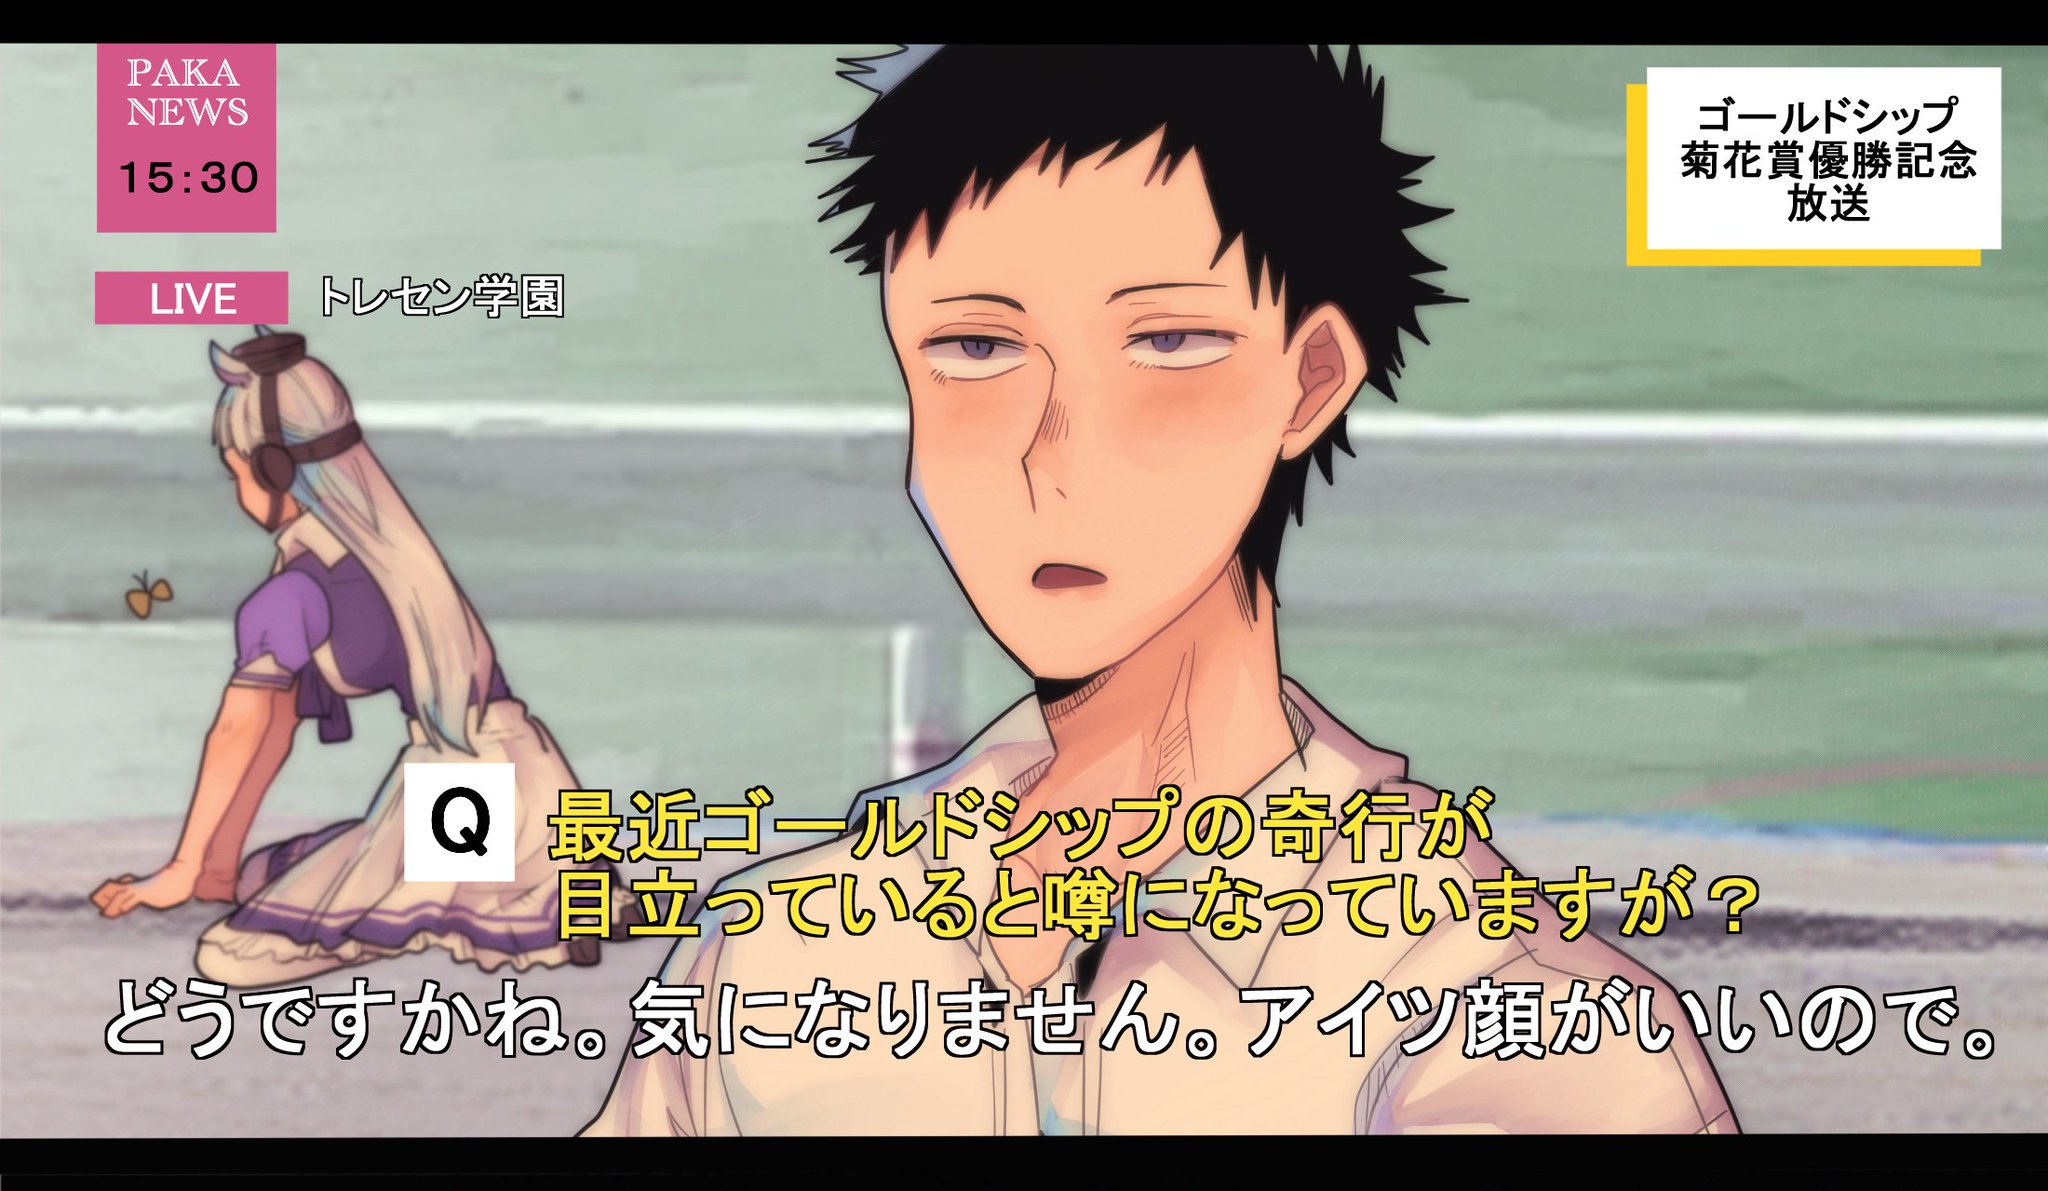 PAKA
NEWS
15:30
ゴールドシップ
菊花賞優勝記念
放送
LIVE トレセン学園
Q 最近ゴールドシップの奇行が
目立っていると噂になっていますが？
どうですかね。気になりません。アイツ顔がいいので。